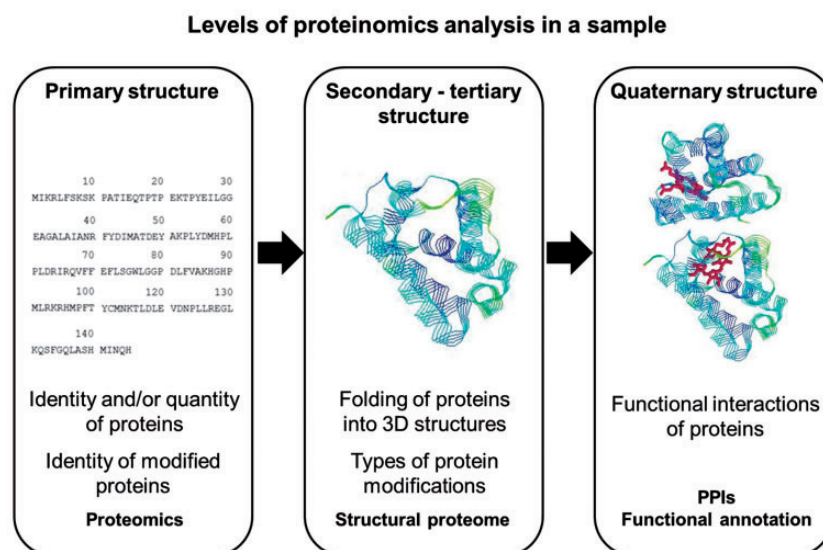 Levels of proteinomics analysis in a sample
Primary structure
10 20 30
MIKRLFSKSK PATIEQTPTP EKTPYEILGG
40 50 60
EAGALAIANR FYDIMATDEY AKPLYDMHPL
70 80 90
PLDRIRQVFF EFLSGWLGGP DLFVAKHGHP
100 120 130
MLRKRHMPFT YCMNKTLDLE VDNPLLREGL
140
KQSFGQLASH MINQH
Identity and/or quantity
of proteins
Identity of modified
proteins
Proteomics
Secondary - tertiary
structure
Folding of proteins
into 3D structures
Types of protein
modifications
Structural proteome
Quaternary structure
Functional interactions
of proteins
PPIs
Functional annotation